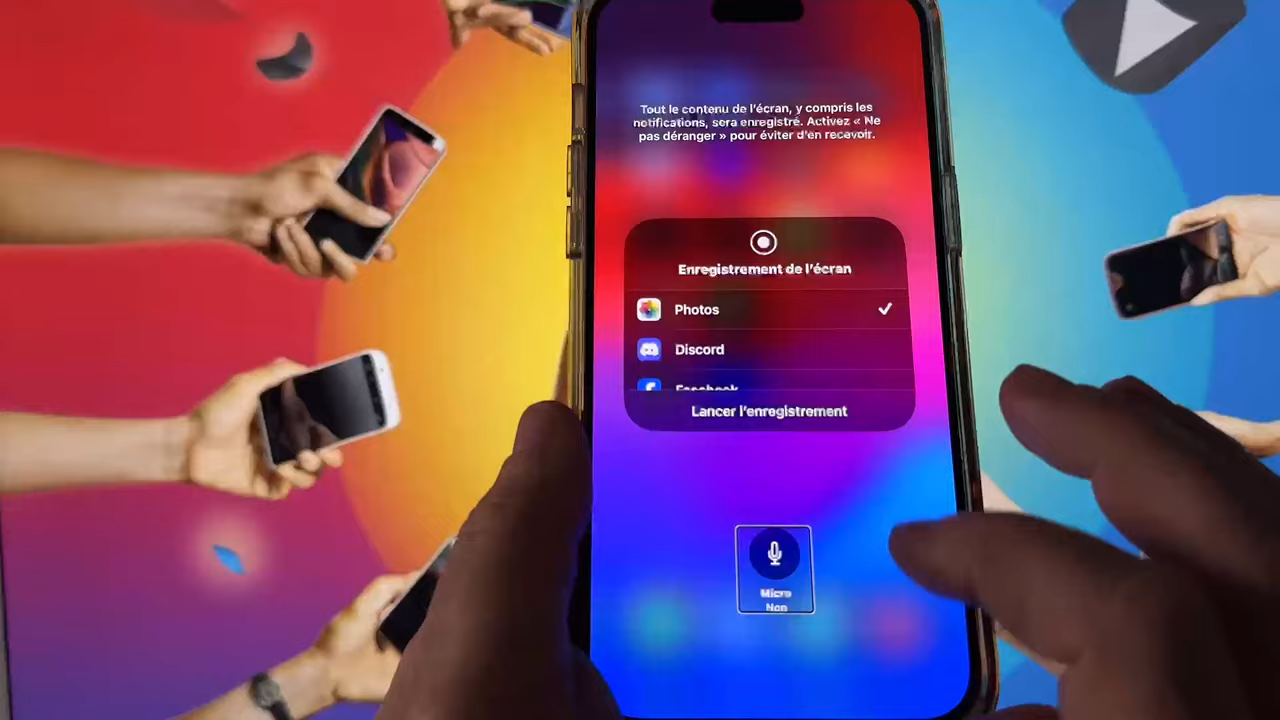 Tout le contenu de l'écran, y compris les
notifications, sera enregistré. Activez « Ne
pas déranger » pour éviter d'en recevoir.
Enregistrement de l'écran
Photos
Discord
Facebook
Lancer l'enregistrement
Micro
Non